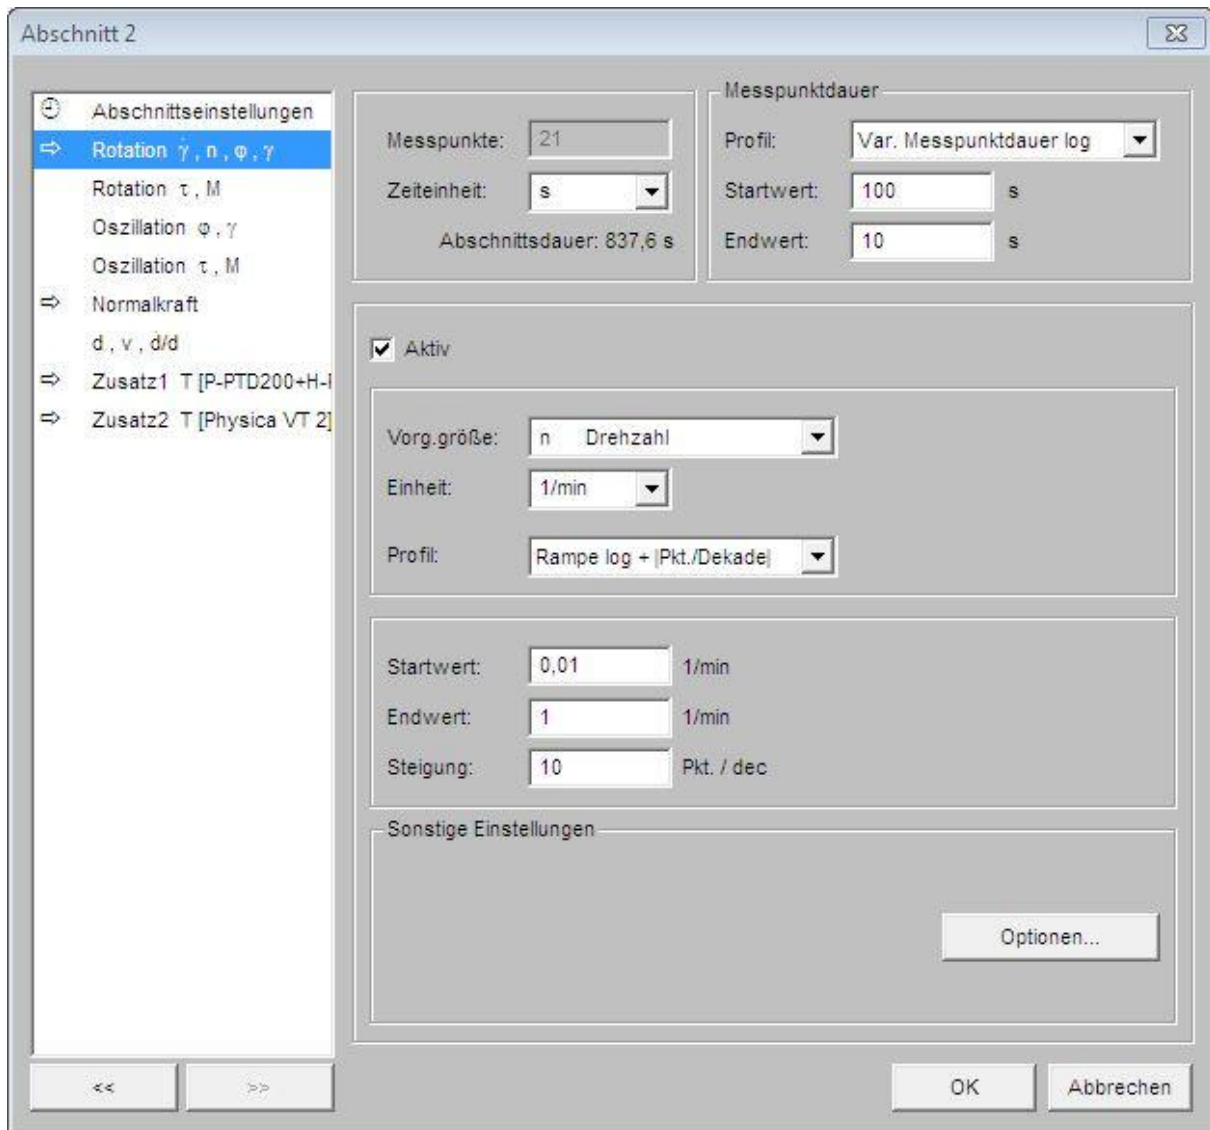 Abschnitt 2
Abschnittseinstellungen
Rotation γ̇ , n , φ , γ
Rotation τ , M
Oszillation φ , γ
Oszillation τ , M
Normalkraft
d , v , ḋ/d
Zusatz1 T [P-PTD200+H-
Zusatz2 T [Physica VT 2]
<<
>>
Messpunkte: 21
Zeiteinheit: s
Abschnittsdauer: 837,6 s
Messpunktdauer
Profil: Var. Messpunktdauer log
Startwert: 100 s
Endwert: 10 s
Aktiv
Vorg.größe: n Drehzahl
Einheit: 1/min
Profil: Rampe log + |Pkt./Dekade|
Startwert: 0,01 1/min
Endwert: 1 1/min
Steigung: 10 Pkt. / dec
Sonstige Einstellungen
Optionen...
OK
Abbrechen